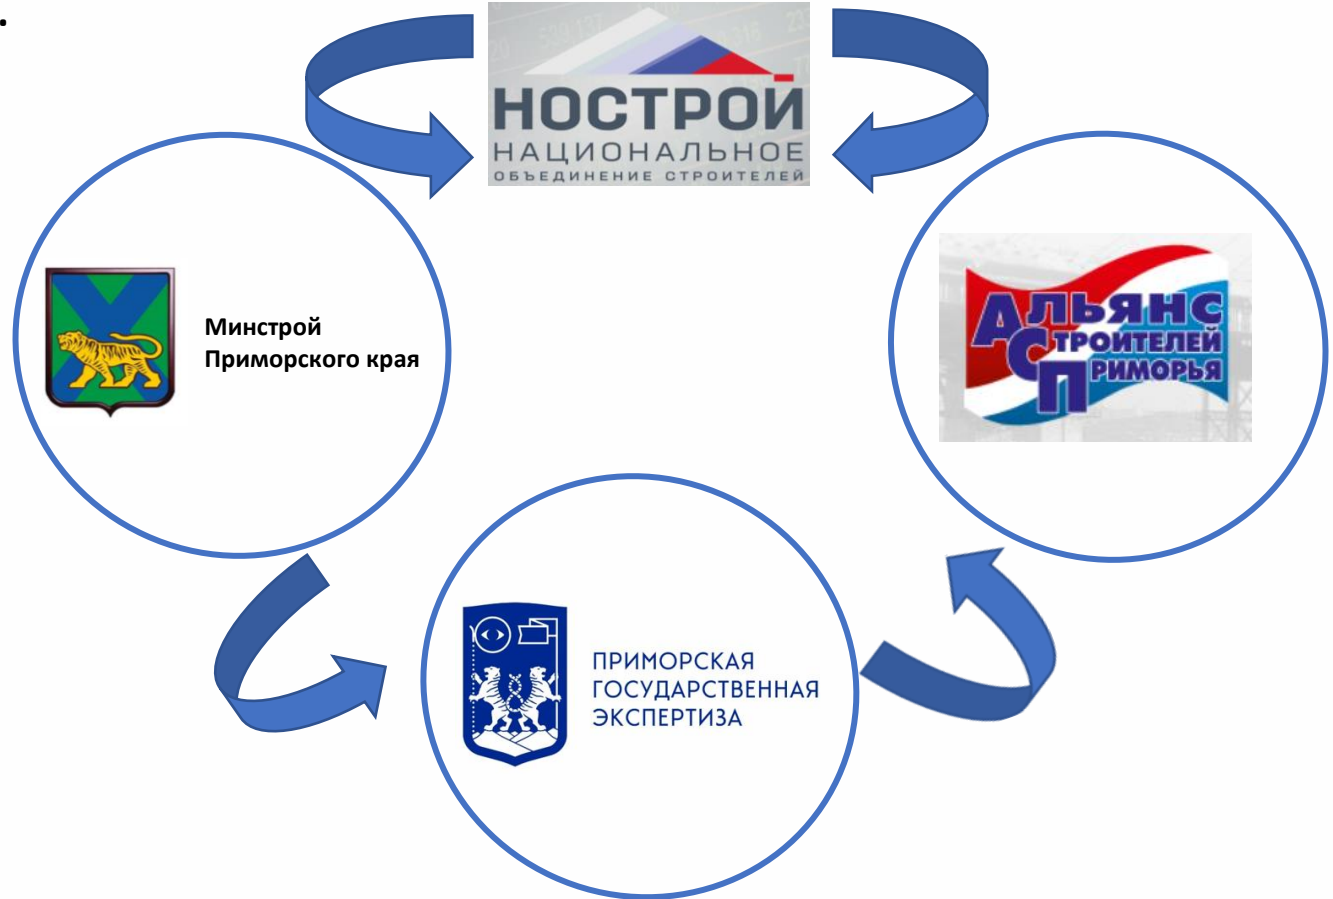 .
НОСТРОЙ
НАЦИОНАЛЬНОЕ
ОБЪЕДИНЕНИЕ СТРОИТЕЛЕЙ
Минстрой
Приморского края
АЛЬЯНС
СТРОИТЕЛЕЙ
ПРИМОРЬЯ
ПРИМОРСКАЯ
ГОСУДАРСТВЕННАЯ
ЭКСПЕРТИЗА